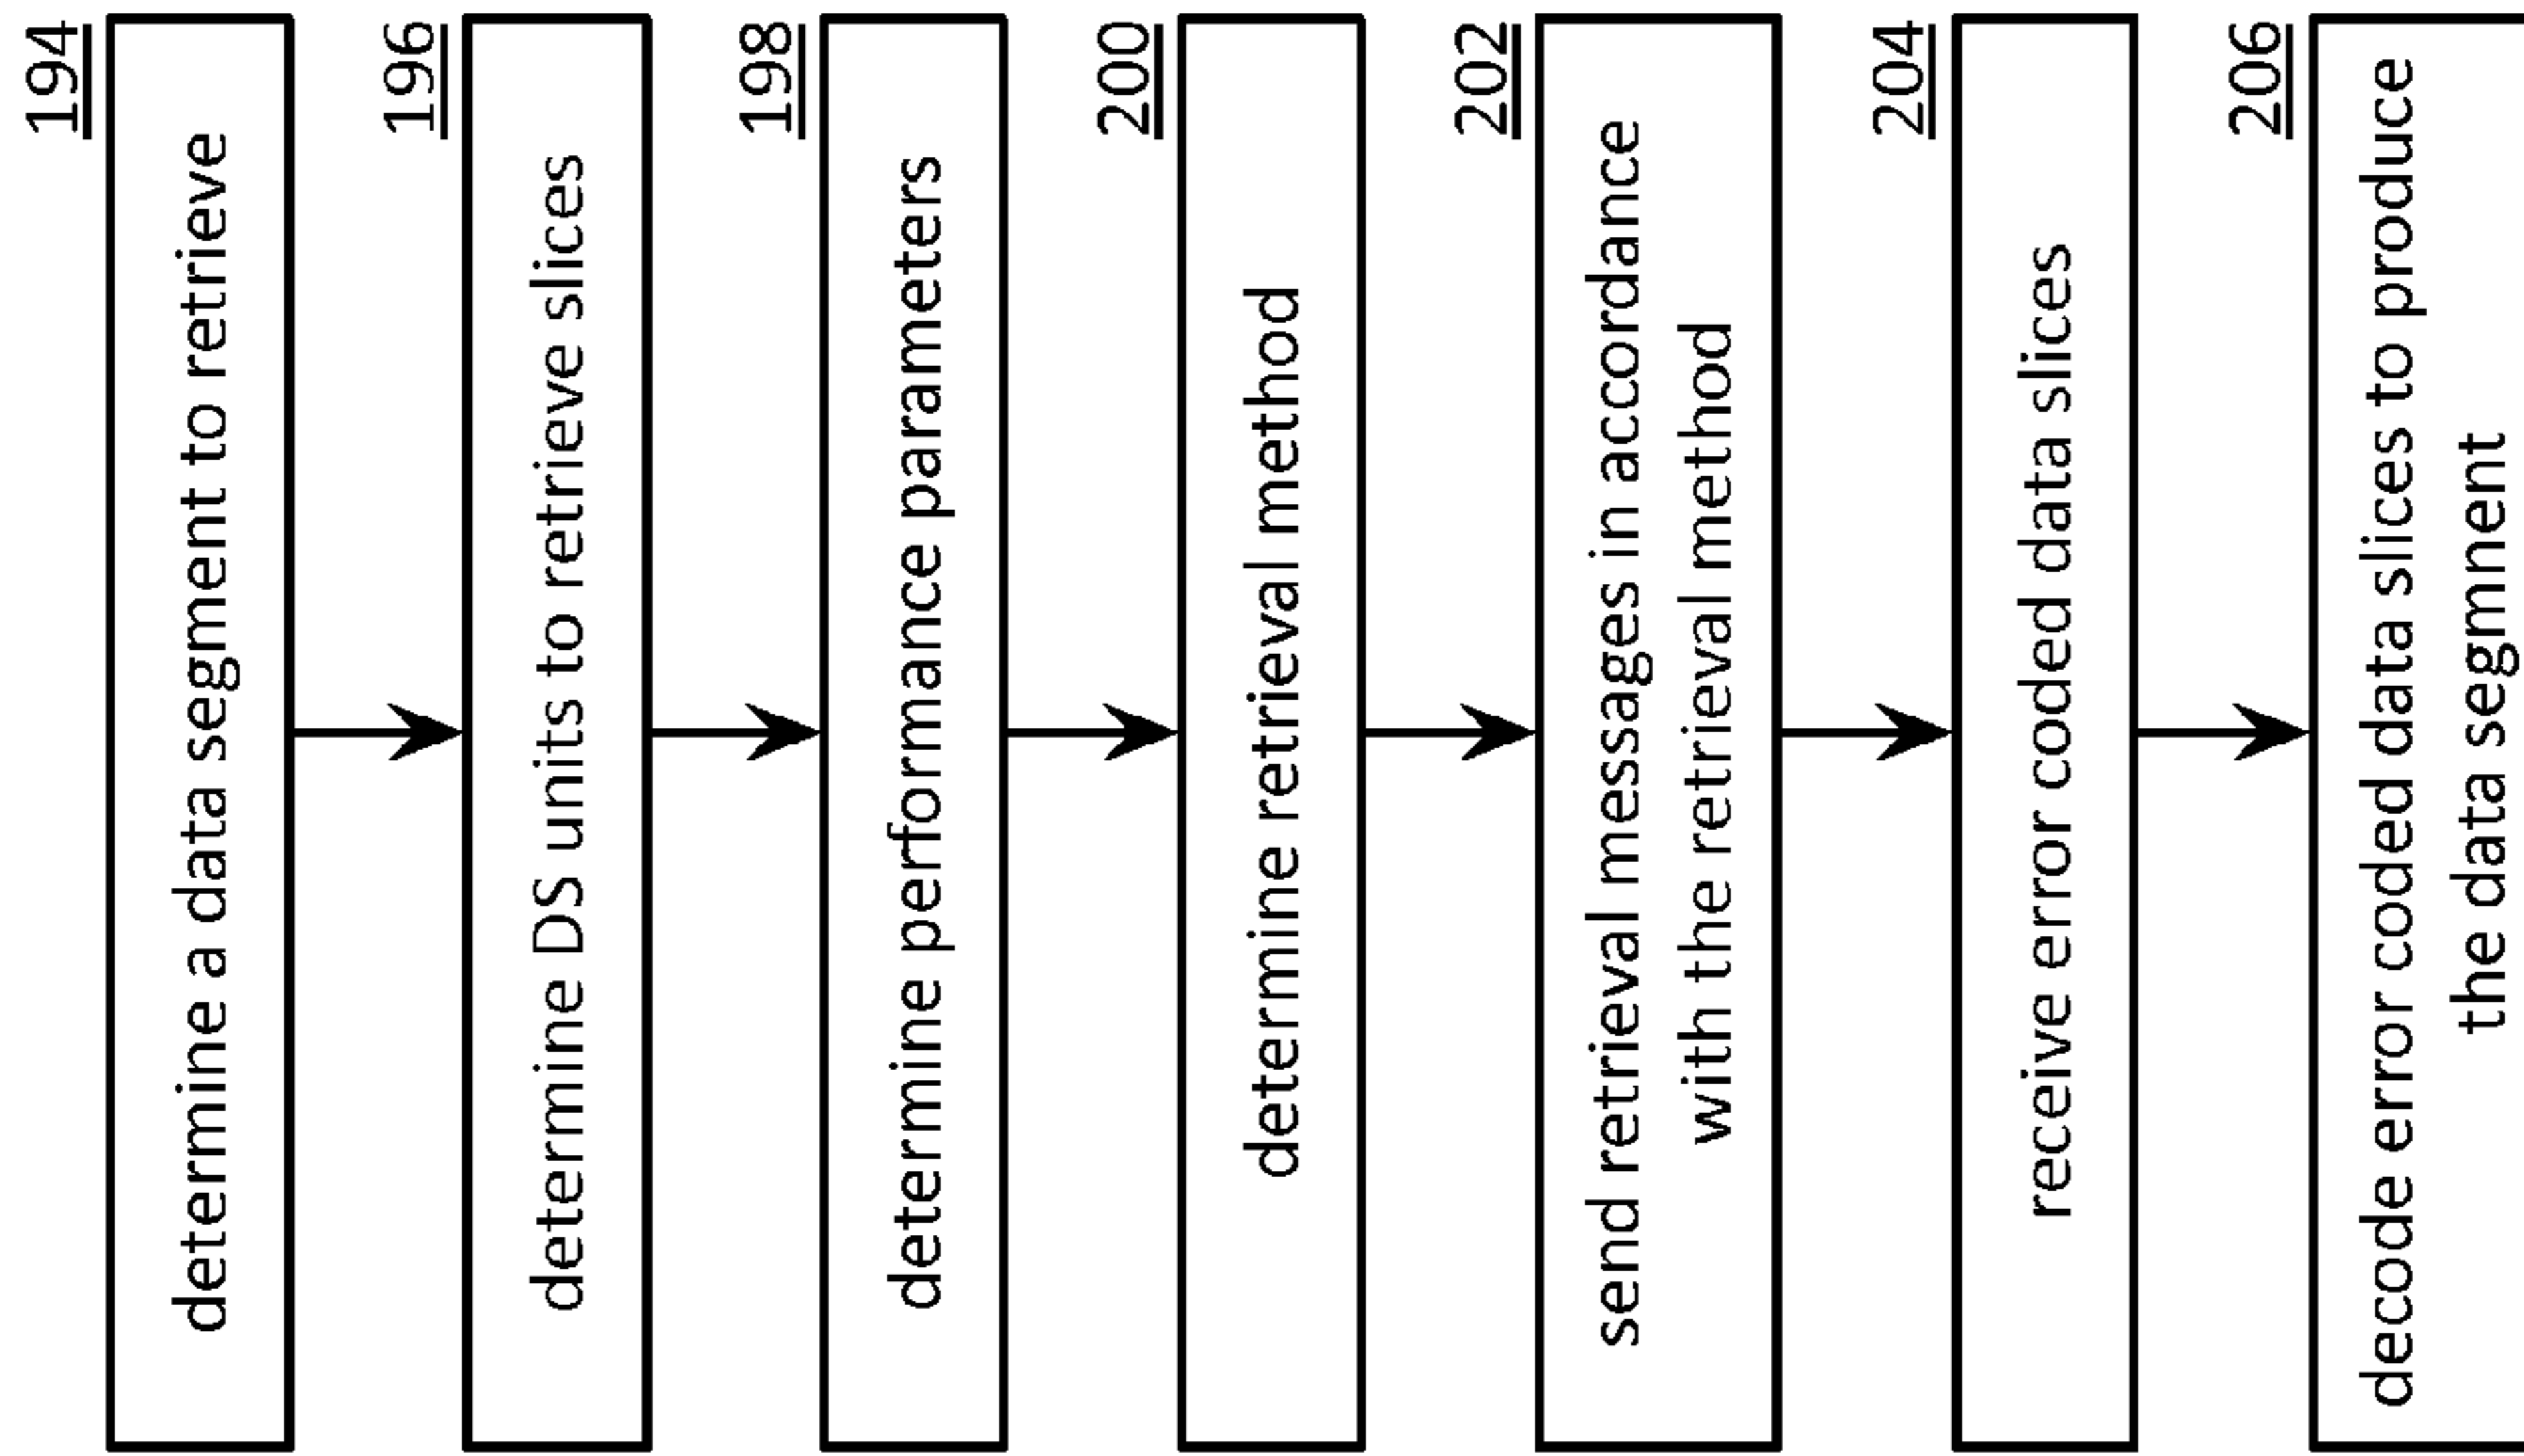 194
determine a data segment to retrieve
196
determine DS units to retrieve slices
198
determine performance parameters
200
determine retrieval method
202
send retrieval messages in accordance
with the retrieval method
204
receive error coded data slices
206
decode error coded data slices to produce
the data segment